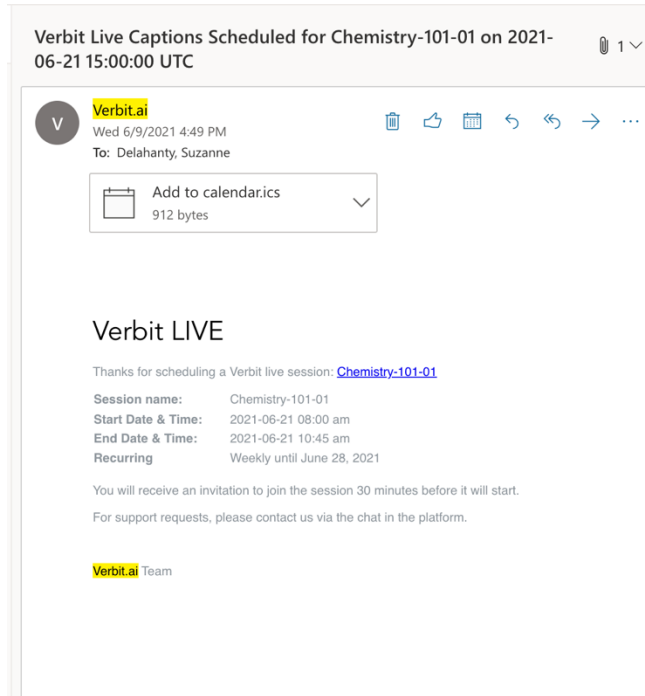 Verbit Live Captions Scheduled for Chemistry-101-01 on 2021-
06-21 15:00:00 UTC
1
V
Verbit.ai
Wed 6/9/2021 4:49 PM
To: Delahanty, Suzanne
Add to calendar.ics
912 bytes
Verbit LIVE
Thanks for scheduling a Verbit live session: Chemistry-101-01
Session name: Chemistry-101-01
Start Date & Time: 2021-06-21 08:00 am
End Date & Time: 2021-06-21 10:45 am
Recurring Weekly until June 28, 2021
You will receive an invitation to join the session 30 minutes before it will start.
For support requests, please contact us via the chat in the platform.
Verbit.ai Team